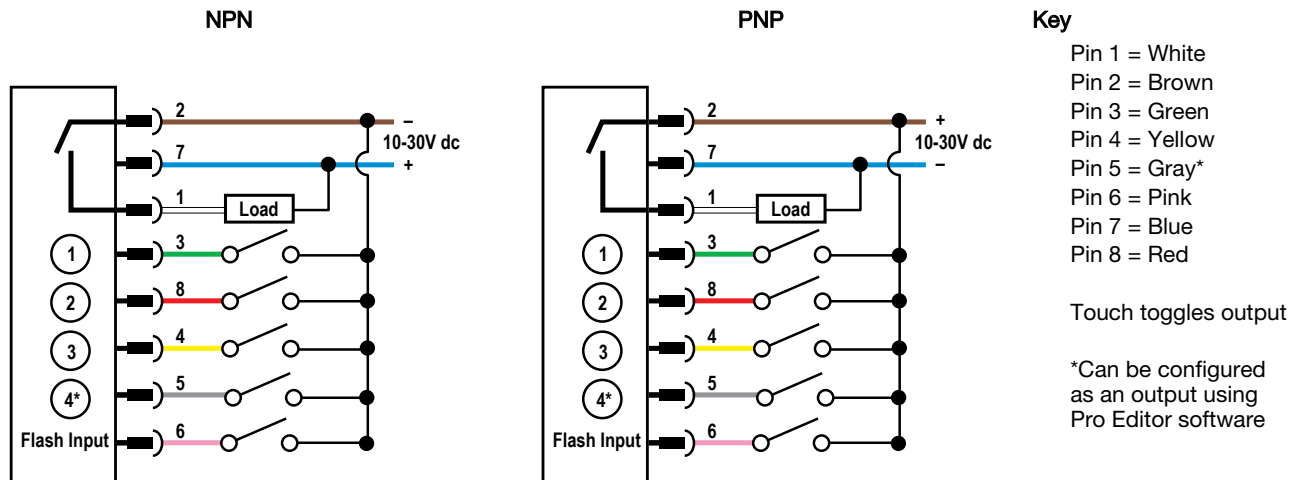 NPN
2
–
10-30V dc
7
+
1
Load
1
3
2
8
3
4
4*
5
Flash Input
6
PNP
2
+
10-30V dc
7
–
1
Load
1
3
2
8
3
4
4*
5
Flash Input
6
Key
Pin 1 = White
Pin 2 = Brown
Pin 3 = Green
Pin 4 = Yellow
Pin 5 = Gray*
Pin 6 = Pink
Pin 7 = Blue
Pin 8 = Red
Touch toggles output
*Can be configured
as an output using
Pro Editor software